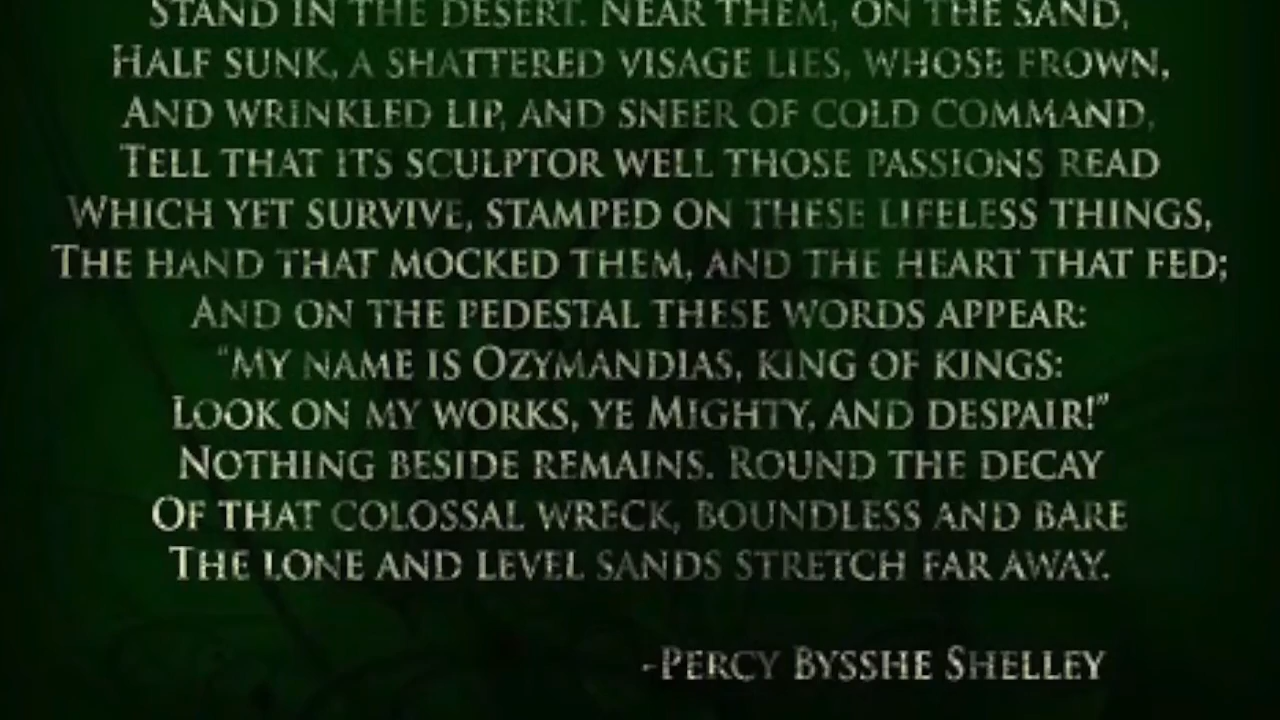 STAND IN THE DESERT. NEAR THEM, ON THE SAND,
HALF SUNK, A SHATTERED VISAGE LIES, WHOSE FROWN,
AND WRINKLED LIP, AND SNEER OF COLD COMMAND,
TELL THAT ITS SCULPTOR WELL THOSE PASSIONS READ
WHICH YET SURVIVE, STAMPED ON THESE LIFELESS THINGS,
THE HAND THAT MOCKED THEM, AND THE HEART THAT FED;
AND ON THE PEDESTAL THESE WORDS APPEAR:
“MY NAME IS OZYMANDIAS, KING OF KINGS:
LOOK ON MY WORKS, YE MIGHTY, AND DESPAIR!”
NOTHING BESIDE REMAINS. ROUND THE DECAY
OF THAT COLOSSAL WRECK, BOUNDLESS AND BARE
THE LONE AND LEVEL SANDS STRETCH FAR AWAY.
-PERCY BYSSHE SHELLEY